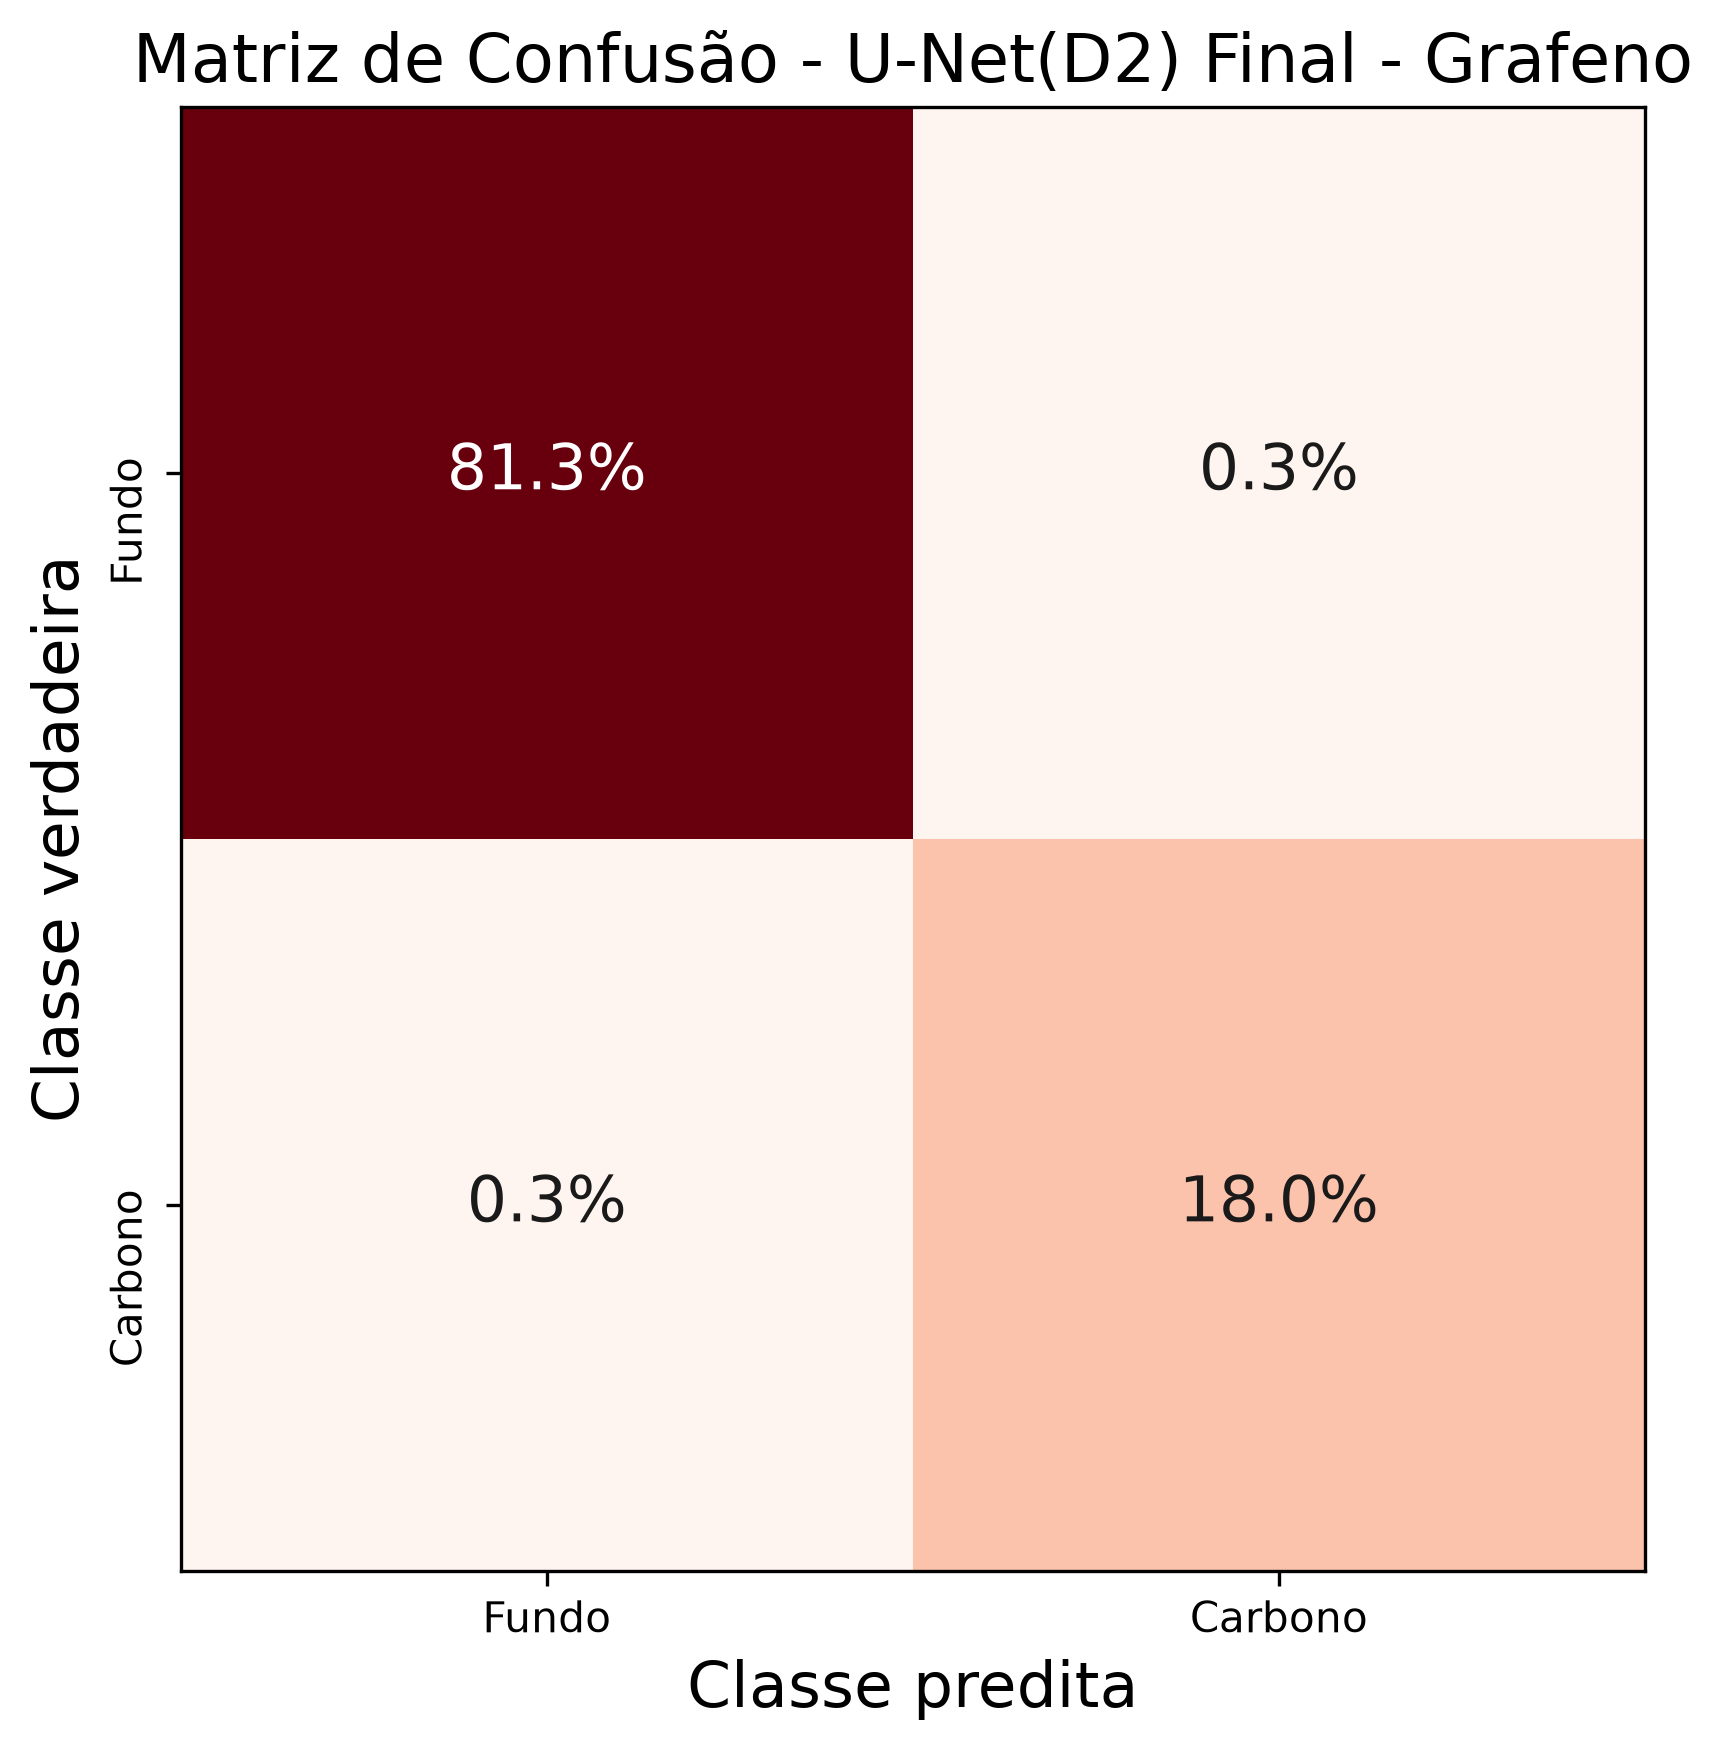 Matriz de Confusão - U-Net(D2) Final - Grafeno
Classe verdadeira
Fundo
81.3%
0.3%
Carbono
0.3%
18.0%
Fundo
Carbono
Classe predita